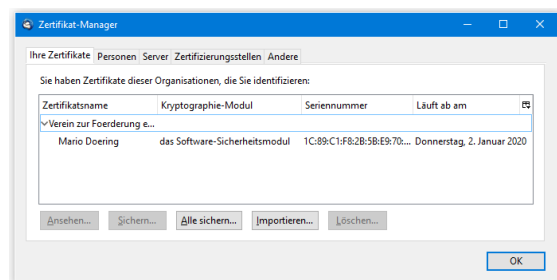 Zertifikat-Manager
Ihre Zertifikate Personen Server Zertifizierungsstellen Andere
Sie haben Zertifikate dieser Organisationen, die Sie identifizieren:
Zertifikatsname Kryptographie-Modul Seriennummer Läuft ab am
Verein zur Foerderung e...
Mario Doering das Software-Sicherheitsmodul 1C:89:C1:F8:2B:5B:E9:70:... Donnerstag, 2. Januar 2020
Ansehen... Sichern... Alle sichern... Importieren... Löschen...
OK